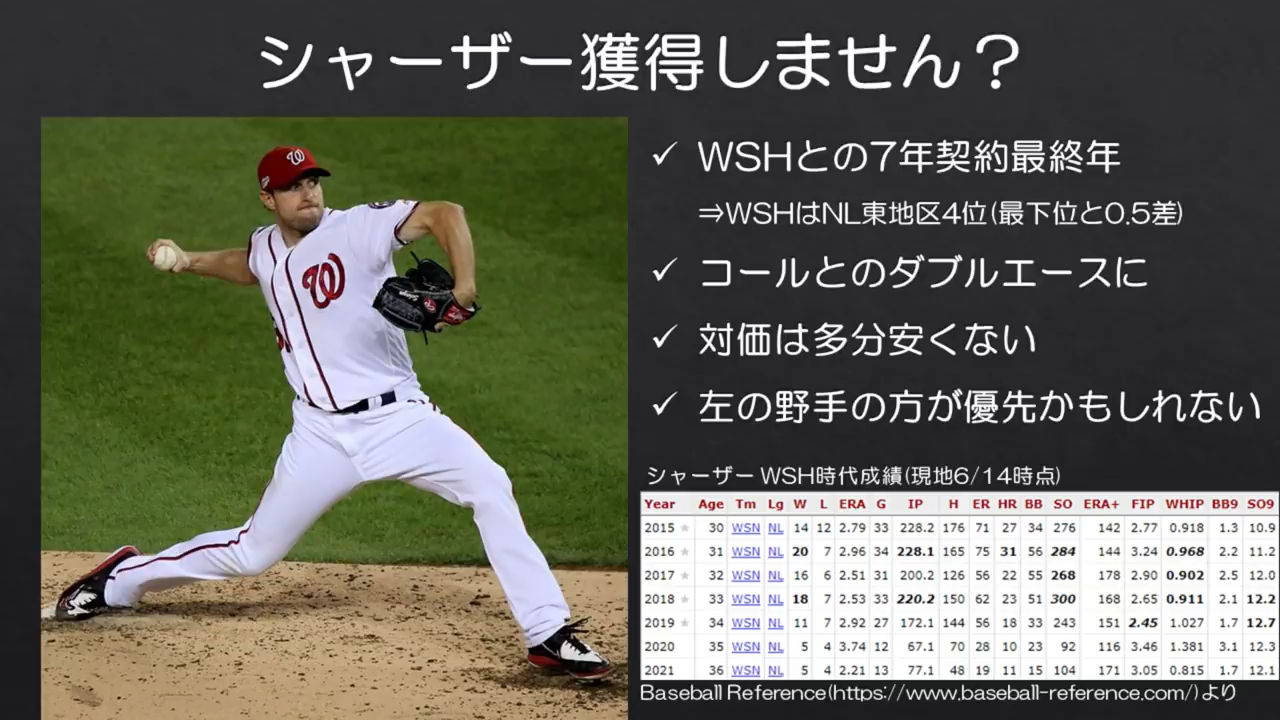 シャーザー獲得しません？
✓ WSHとの7年契約最終年
⇒WSHはNL東地区4位(最下位と0.5差)
✓ コールとのダブルエースに
✓ 対価は多分安くない
✓ 左の野手の方が優先かもしれない
シャーザー WSH時代成績(現地6/14時点)
Year Age Tm Lg W L ERA G IP H ER HR BB SO ERA+ FIP WHIP BB9 SO9
2015 ★ 30 WSN NL 14 12 2.79 33 228.2 176 71 27 34 276 142 2.77 0.918 1.3 10.9
2016 ★ 31 WSN NL 20 7 2.96 34 228.1 165 75 31 56 284 144 3.24 0.968 2.2 11.2
2017 ★ 32 WSN NL 16 6 2.51 31 200.2 126 56 22 55 268 178 2.90 0.902 2.5 12.0
2018 ★ 33 WSN NL 18 7 2.53 33 220.2 150 62 23 51 300 168 2.65 0.911 2.1 12.2
2019 ★ 34 WSN NL 11 7 2.92 27 172.1 144 56 18 33 243 151 2.45 1.027 1.7 12.7
2020 35 WSN NL 5 4 3.74 12 67.1 70 28 10 23 92 116 3.46 1.381 3.1 12.3
2021 36 WSN NL 5 4 2.21 13 77.1 48 19 11 15 104 171 3.05 0.815 1.7 12.1
Baseball Reference(https://www.baseball-reference.com/)より
W
W